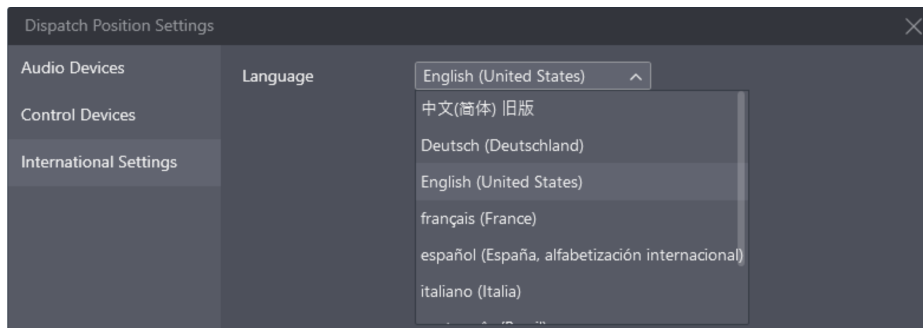 Dispatch Position Settings
Audio Devices
Control Devices
International Settings
Language
English (United States)
中文(简体) 旧版
Deutsch (Deutschland)
English (United States)
français (France)
español (España, alfabetización internacional)
italiano (Italia)